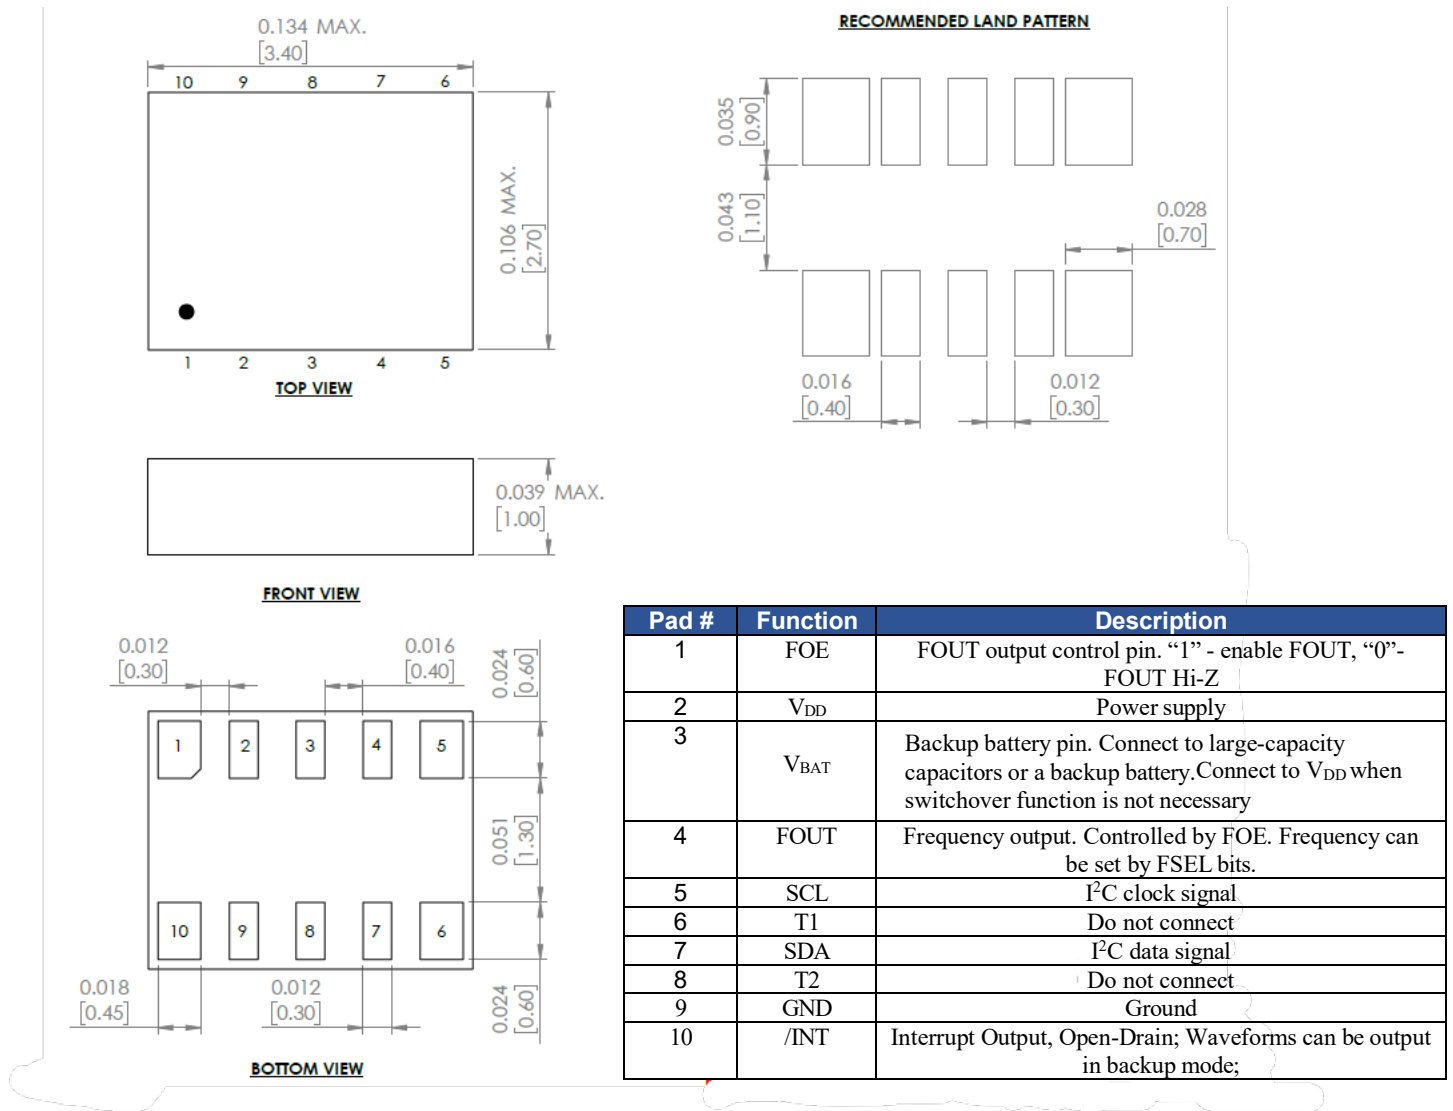 0.134 MAX.
[3.40]
10 9 8 7 6
0.106 MAX.
[2.70]
1 2 3 4 5
TOP VIEW
RECOMMENDED LAND PATTERN
0.035
[0.90]
0.043
[1.10]
0.028
[0.70]
0.016
[0.40]
0.012
[0.30]
0.039 MAX.
[1.00]
FRONT VIEW
0.012
[0.30]
0.016
[0.40]
0.024
[0.60]
1 2 3 4 5
0.051
[1.30]
10 9 8 7 6
0.018
[0.45]
0.012
[0.30]
0.024
[0.60]
BOTTOM VIEW
Pad # Function Description
1 FOE FOUT output control pin. “1” - enable FOUT, “0”-
FOUT Hi-Z
2 VDD Power supply
3 VBAT Backup battery pin. Connect to large-capacity
capacitors or a backup battery.Connect to VDD when
switchover function is not necessary
4 FOUT Frequency output. Controlled by FOE. Frequency can
be set by FSEL bits.
5 SCL I²C clock signal
6 T1 Do not connect
7 SDA I²C data signal
8 T2 Do not connect
9 GND Ground
10 /INT Interrupt Output, Open-Drain; Waveforms can be output
in backup mode;